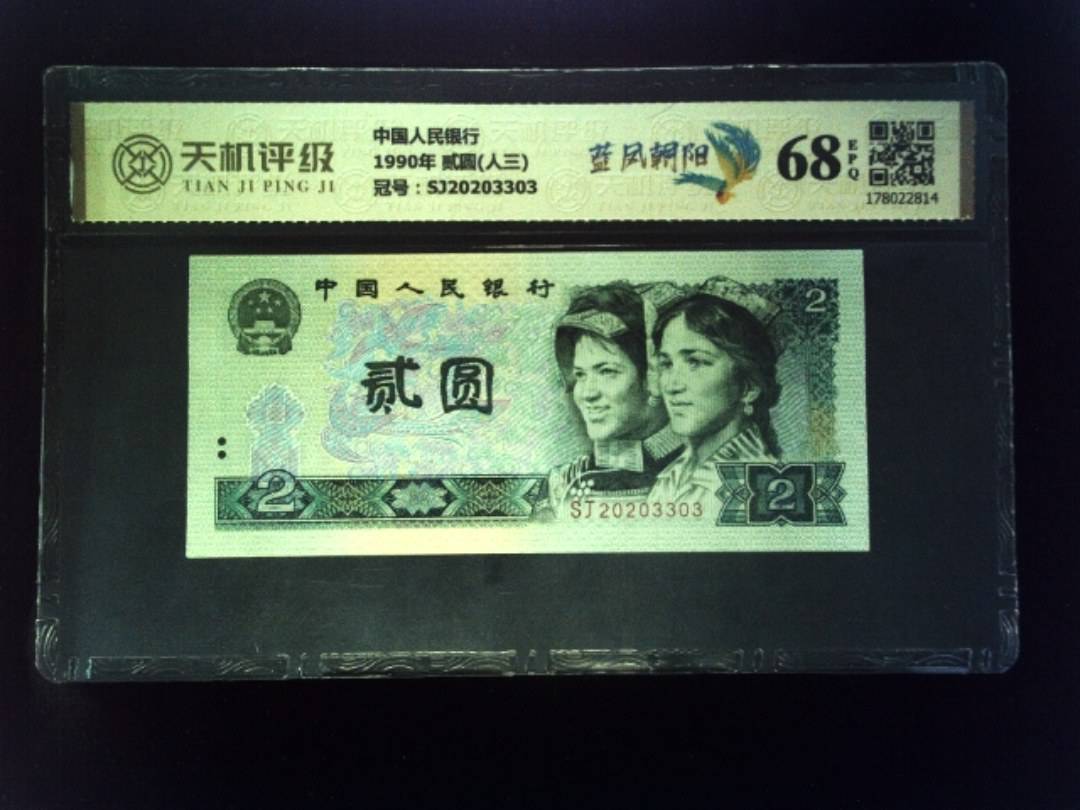 天机评级
TIAN JI PING JI
中国人民银行
1990年 贰圆(人三)
冠号：SJ20203303
蓝凤朝阳
68
EPQ
178022814
中国人民银行
2
贰圆
2
SJ20203303
2